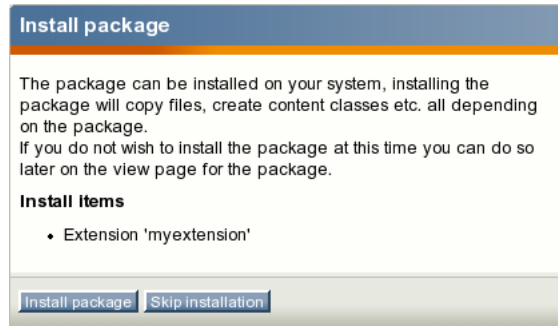 Install package
The package can be installed on your system, installing the
package will copy files, create content classes etc. all depending
on the package.
If you do not wish to install the package at this time you can do so
later on the view page for the package.
Install items
• Extension 'myextension'
Install package Skip installation